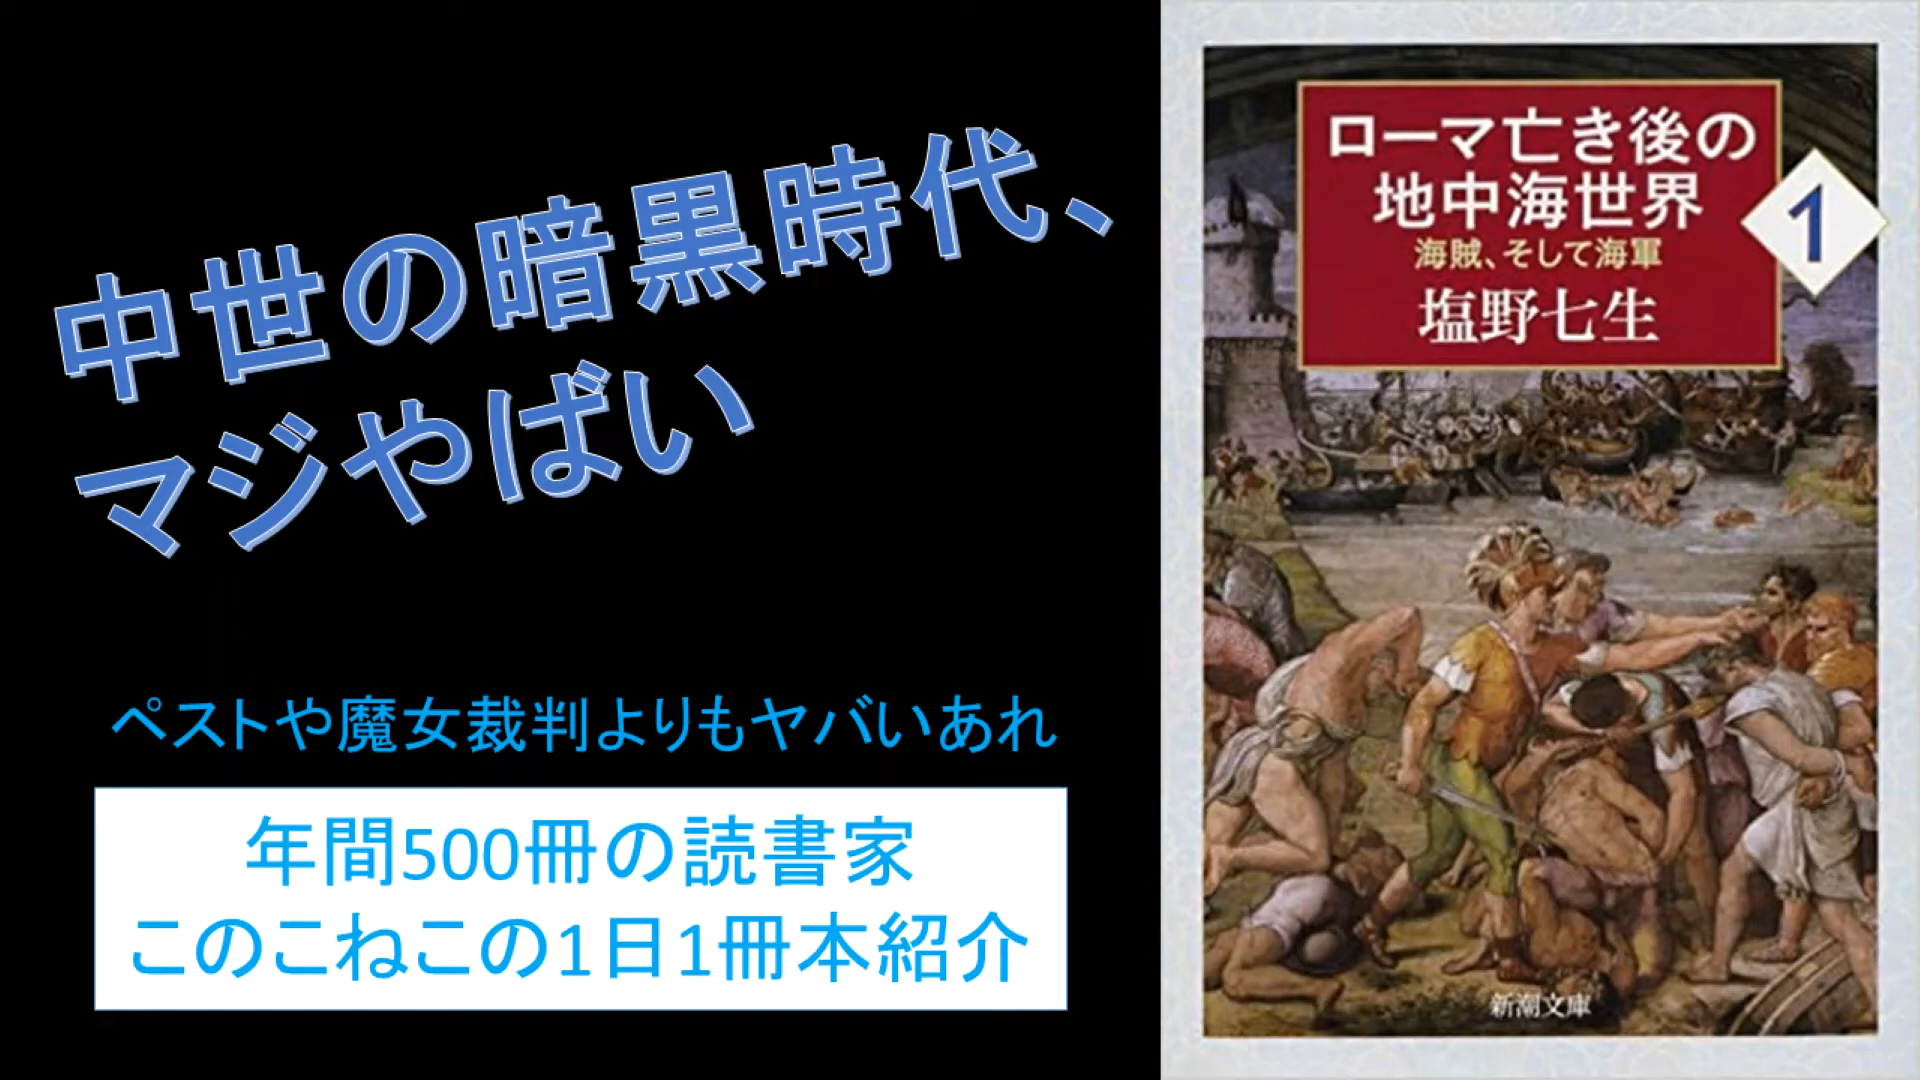 中世の暗黒時代、
マジやばい
ペストや魔女裁判よりもヤバいあれ
年間500冊の読書家
このこねこの1日1冊本紹介
ローマ亡き後の
地中海世界
海賊、そして海軍
塩野七生
1
新潮文庫